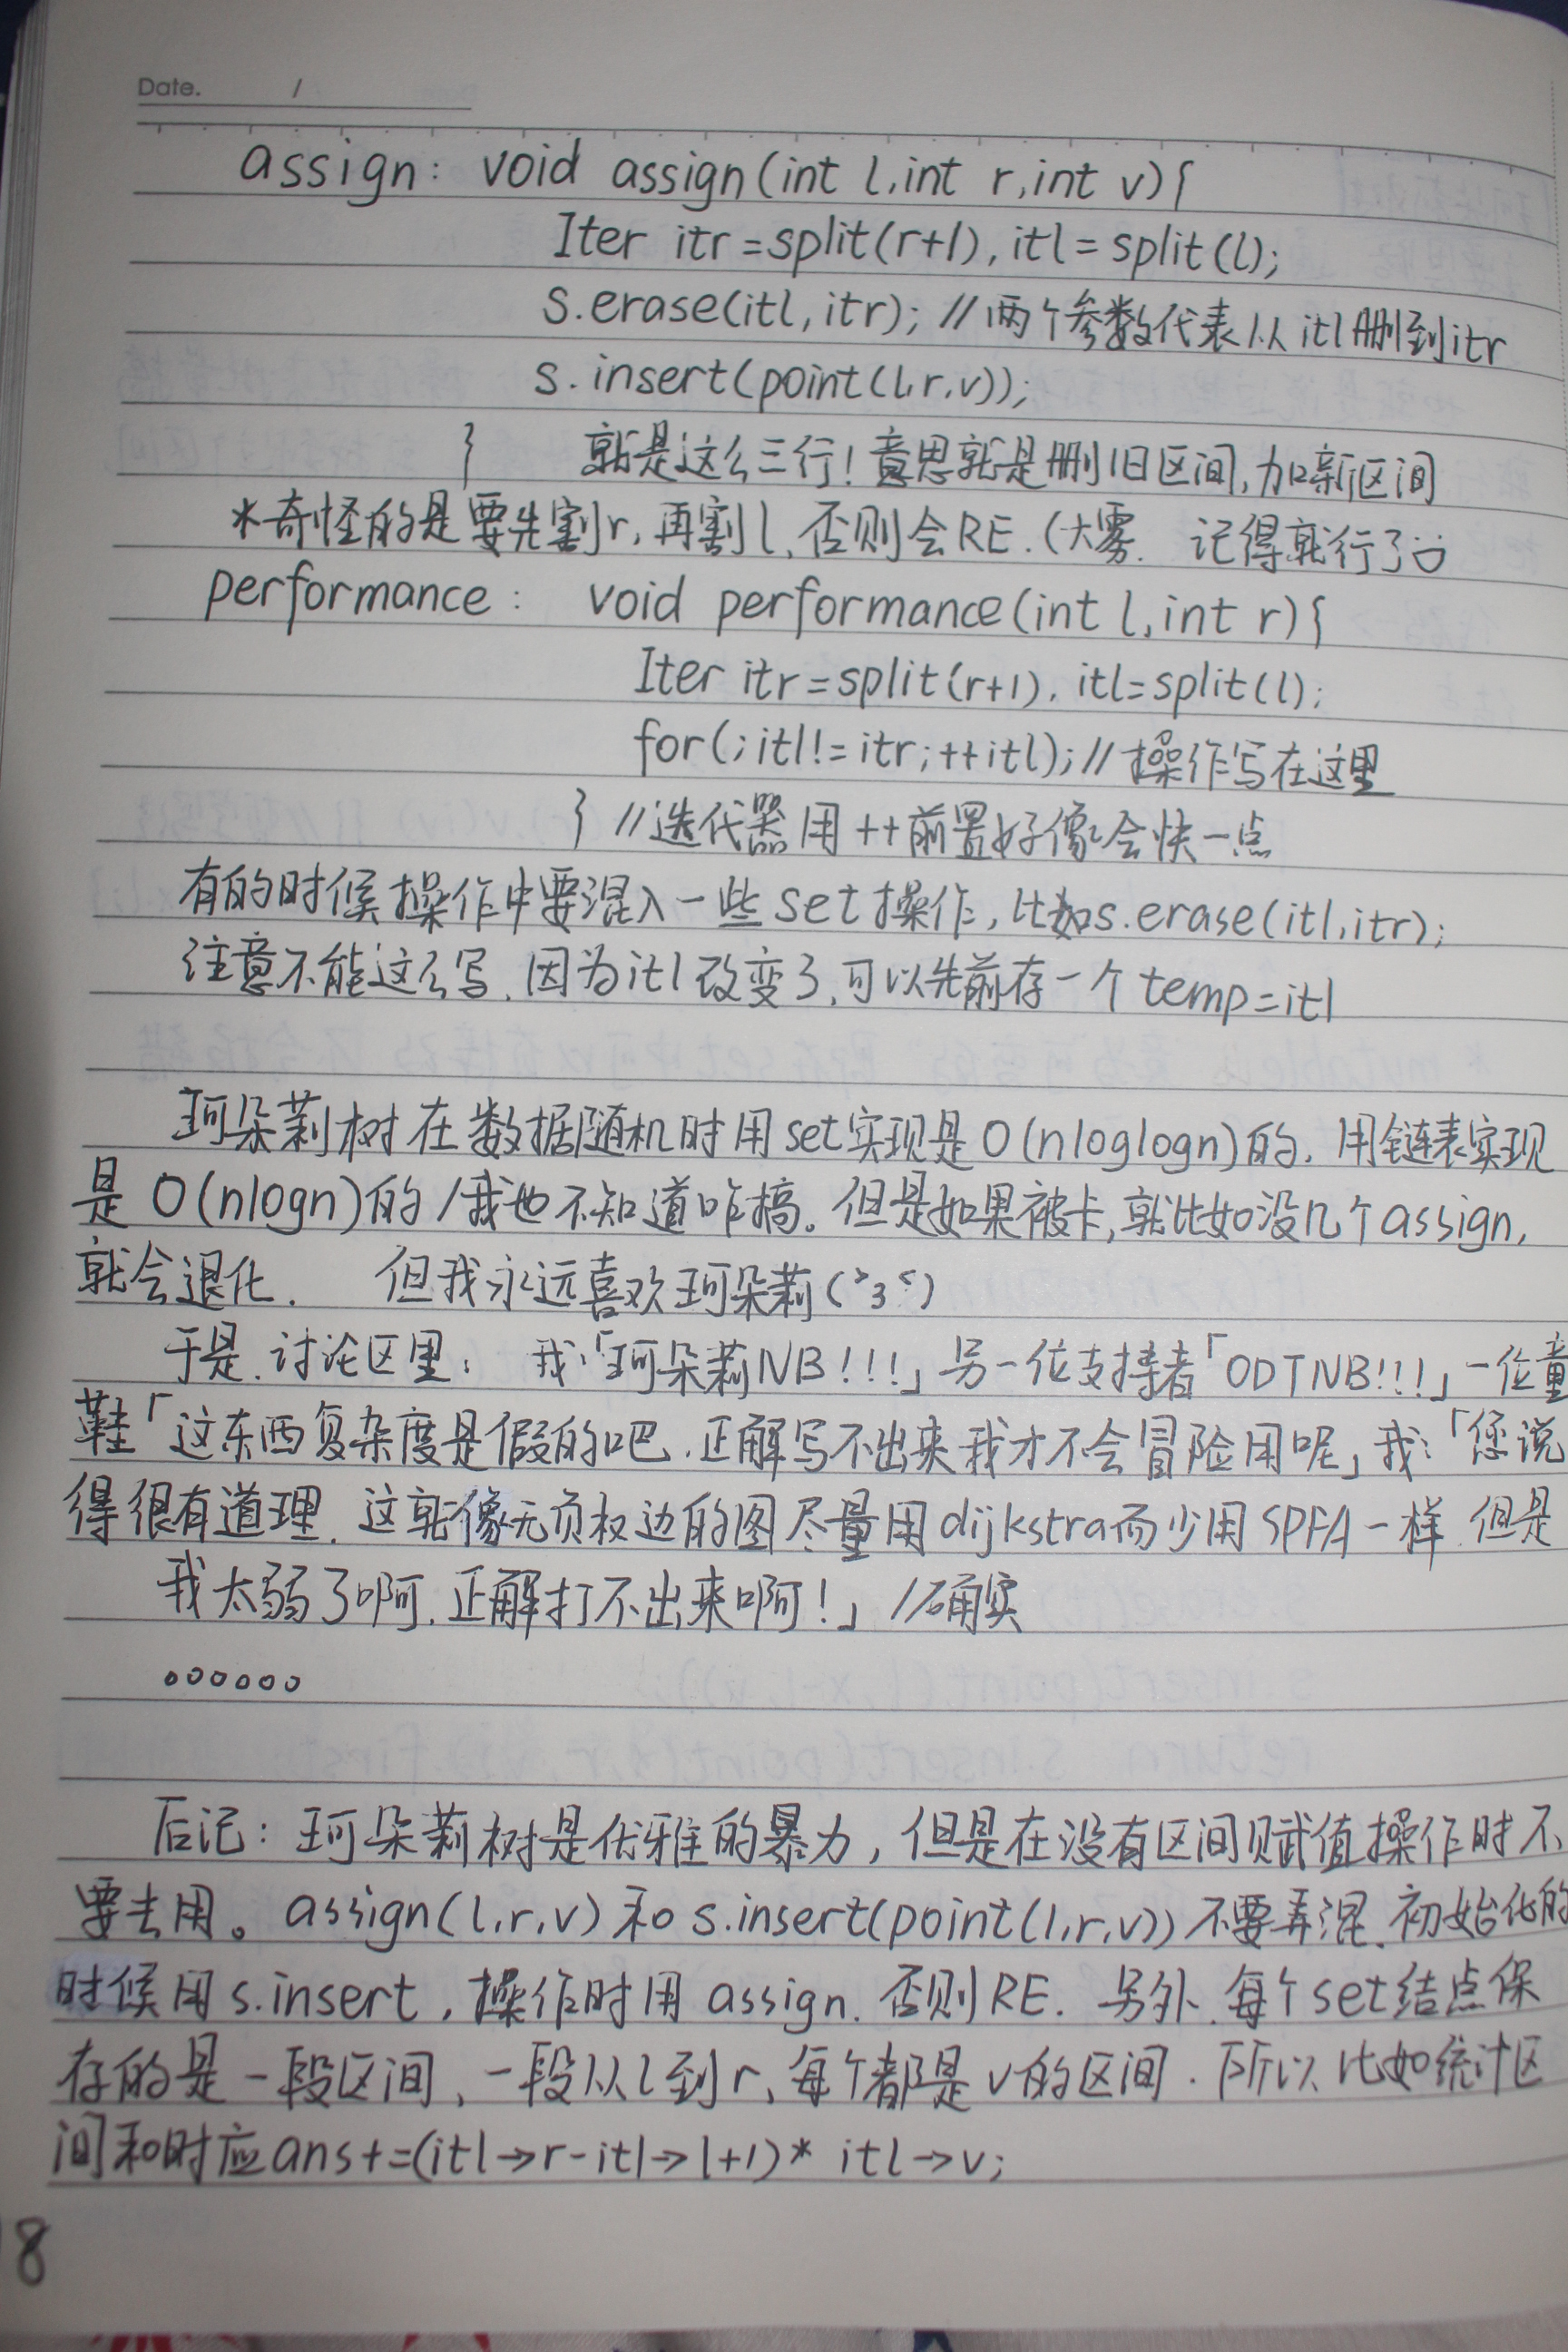 Date. /
assign: void assign(int l,int r,int v){
Iter itr=split(r+1),itl=split(l);
s.erase(itl,itr); //两个参数代表从itl删到itr
s.insert(point(l,r,v));
} 就是这么三行!意思就是删旧区间,加新区间
*奇怪的是要先割r,再割l,否则会RE.(大雾. 记得就行了
performance: void performance(int l,int r){
Iter itr=split(r+1),itl=split(l);
for(;itl!=itr;++itl);//操作写在这里
} //迭代器用++前置好像会快一点
有的时候操作中要混入一些set操作,比如s.erase(itl,itr);
注意不能这么写,因为itl改变了,可以先前存一个temp=itl
珂朵莉树在数据随机时用set实现是O(nloglogn)的,用链表实现
是O(nlogn)的/我也不知道咋搞。但是如果被卡,就比如没几个assign,
就会退化. 但我永远喜欢珂朵莉(>3<)
于是.讨论区里: 我:「珂朵莉NB!!!」另一位支持者「ODTNB!!!」一位童
鞋「这东西复杂度是假的吧.正解写不出来我才不会冒险用呢」我:「您说
得很有道理.这就像无负权边的图尽量用dijkstra而少用SPFA一样.但是
我太弱了啊.正解打不出来啊!」//确实
。。。。。。
后记:珂朵莉树是优雅的暴力,但是在没有区间赋值操作时不
要去用。assign(l,r,v)和s.insert(point(l,r,v))不要弄混.初始化的
时候用s.insert,操作时用assign.否则RE. 另外.每个set结点保
存的是一段区间、一段从l到r,每个都是v的区间.所以比如统计区
间和时应ans+=(itl→r-itl→l+1)* itl→v;
8